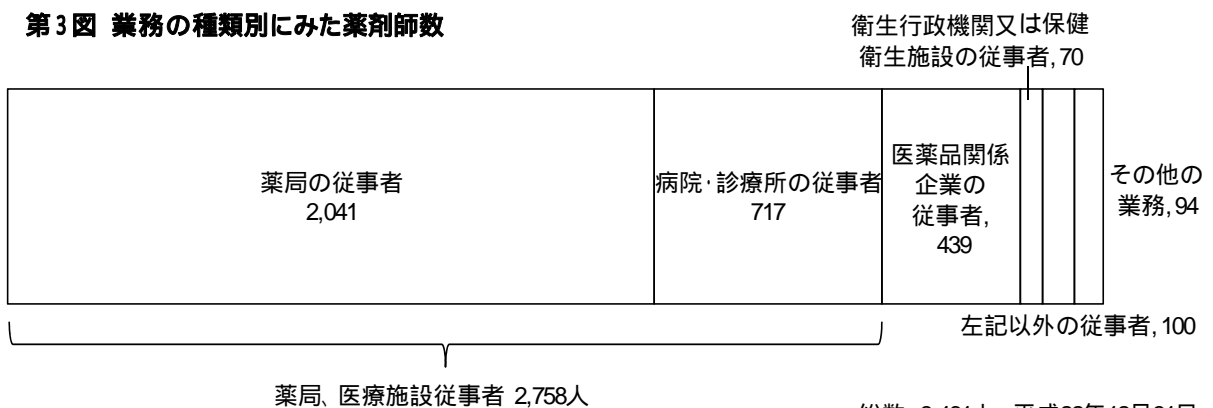 第3図 業務の種類別にみた薬剤師数
衛生行政機関又は保健
衛生施設の従事者, 70
薬局の従事者
2,041
病院・診療所の従事者
717
医薬品関係
企業の
従事者,
439
その他の
業務, 94
左記以外の従事者, 100
薬局、医療施設従事者 2,758人